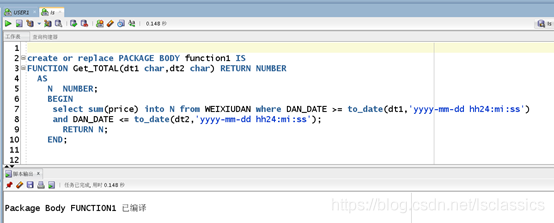 USER1
ls
0.148 秒
ls
工作表
查询构建器
1
2 create or replace PACKAGE BODY function1 IS
3 FUNCTION Get_TOTAL(dt1 char,dt2 char) RETURN NUMBER
4 AS
5 N NUMBER;
6 BEGIN
7 select sum(price) into N from WEIXIUDAN where DAN_DATE >= to_date(dt1,'yyyy-mm-dd hh24:mi:ss')
8 and DAN_DATE <= to_date(dt2,'yyyy-mm-dd hh24:mi:ss');
9 RETURN N;
10 END;
11
12
脚本输出
任务已完成, 用时 0.148 秒
Package Body FUNCTION1 已编译
https://blog.csdn.net/lsclassics